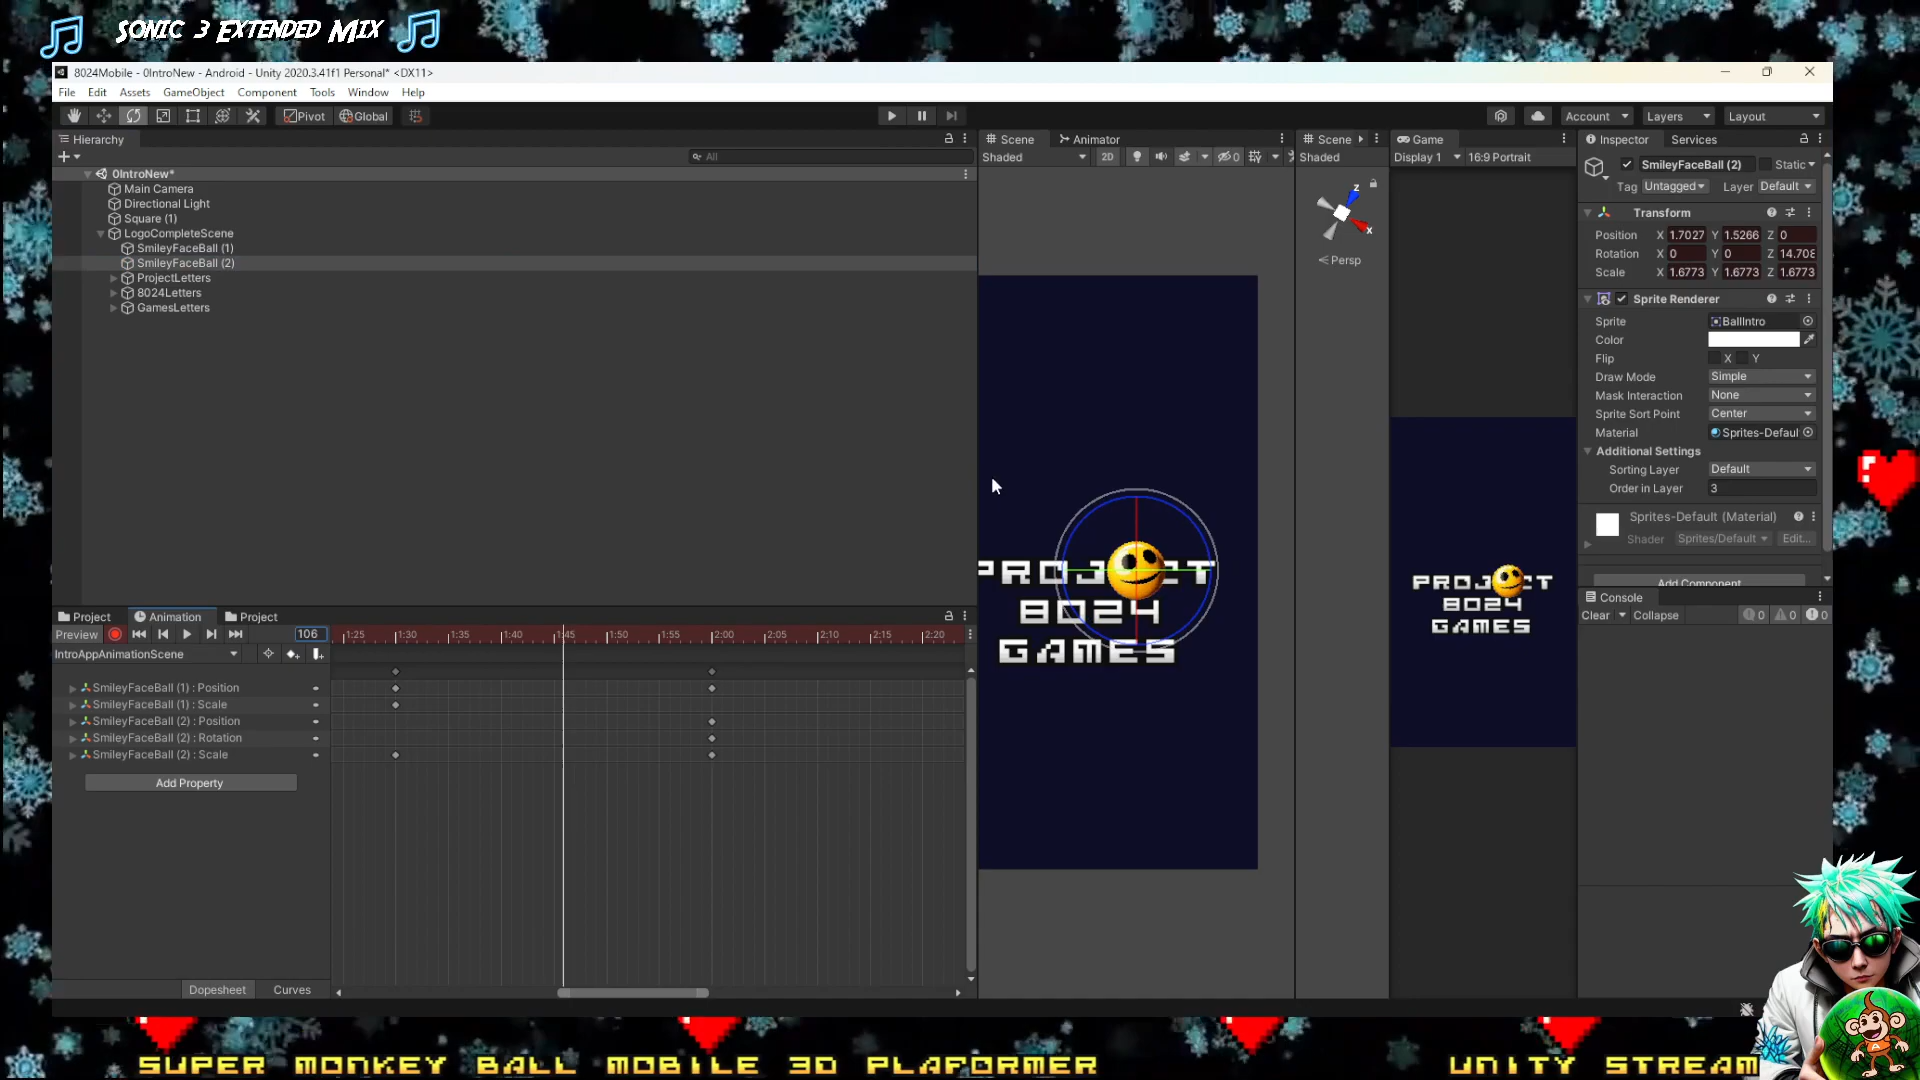 SONIC 3 EXTENDED MIX
8024Mobile - 0IntroNew - Android - Unity 2020.3.41f1 Personal* <DX11>
File Edit Assets GameObject Component Tools Window Help
Pivot Global
Account Layers Layout
Hierarchy
All
0IntroNew*
Main Camera
Directional Light
Square (1)
LogoCompleteScene
SmileyFaceBall (1)
SmileyFaceBall (2)
ProjectLetters
8024Letters
GamesLetters
Scene Animator
Shaded 2D 0
PROJ CT
8024
GAMES
Scene
Shaded
z
x
Persp
Game
Display 1 16:9 Portrait
PROJ CT
8024
GAMES
Inspector Services
SmileyFaceBall (2) Static
Tag Untagged Layer Default
Transform
Position X 1.7027 Y 1.5266 Z 0
Rotation X 0 Y 0 Z 14.708
Scale X 1.6773 Y 1.6773 Z 1.6773
Sprite Renderer
Sprite BallIntro
Color
Flip X Y
Draw Mode Simple
Mask Interaction None
Sprite Sort Point Center
Material Sprites-Defaul
Additional Settings
Sorting Layer Default
Order in Layer 3
Sprites-Default (Material)
Shader Sprites/Default Edit...
Add Component
Console
Clear Collapse 0 0 0
Project Animation Project
Preview 106 1:25 1:30 1:35 1:40 1:45 1:50 1:55 2:00 2:05 2:10 2:15 2:20
IntroAppAnimationScene
SmileyFaceBall (1) : Position
SmileyFaceBall (1) : Scale
SmileyFaceBall (2) : Position
SmileyFaceBall (2) : Rotation
SmileyFaceBall (2) : Scale
Add Property
Dopesheet Curves
SUPER MONKEY BALL MOBILE 3D PLAFORMER
UNITY STREAM